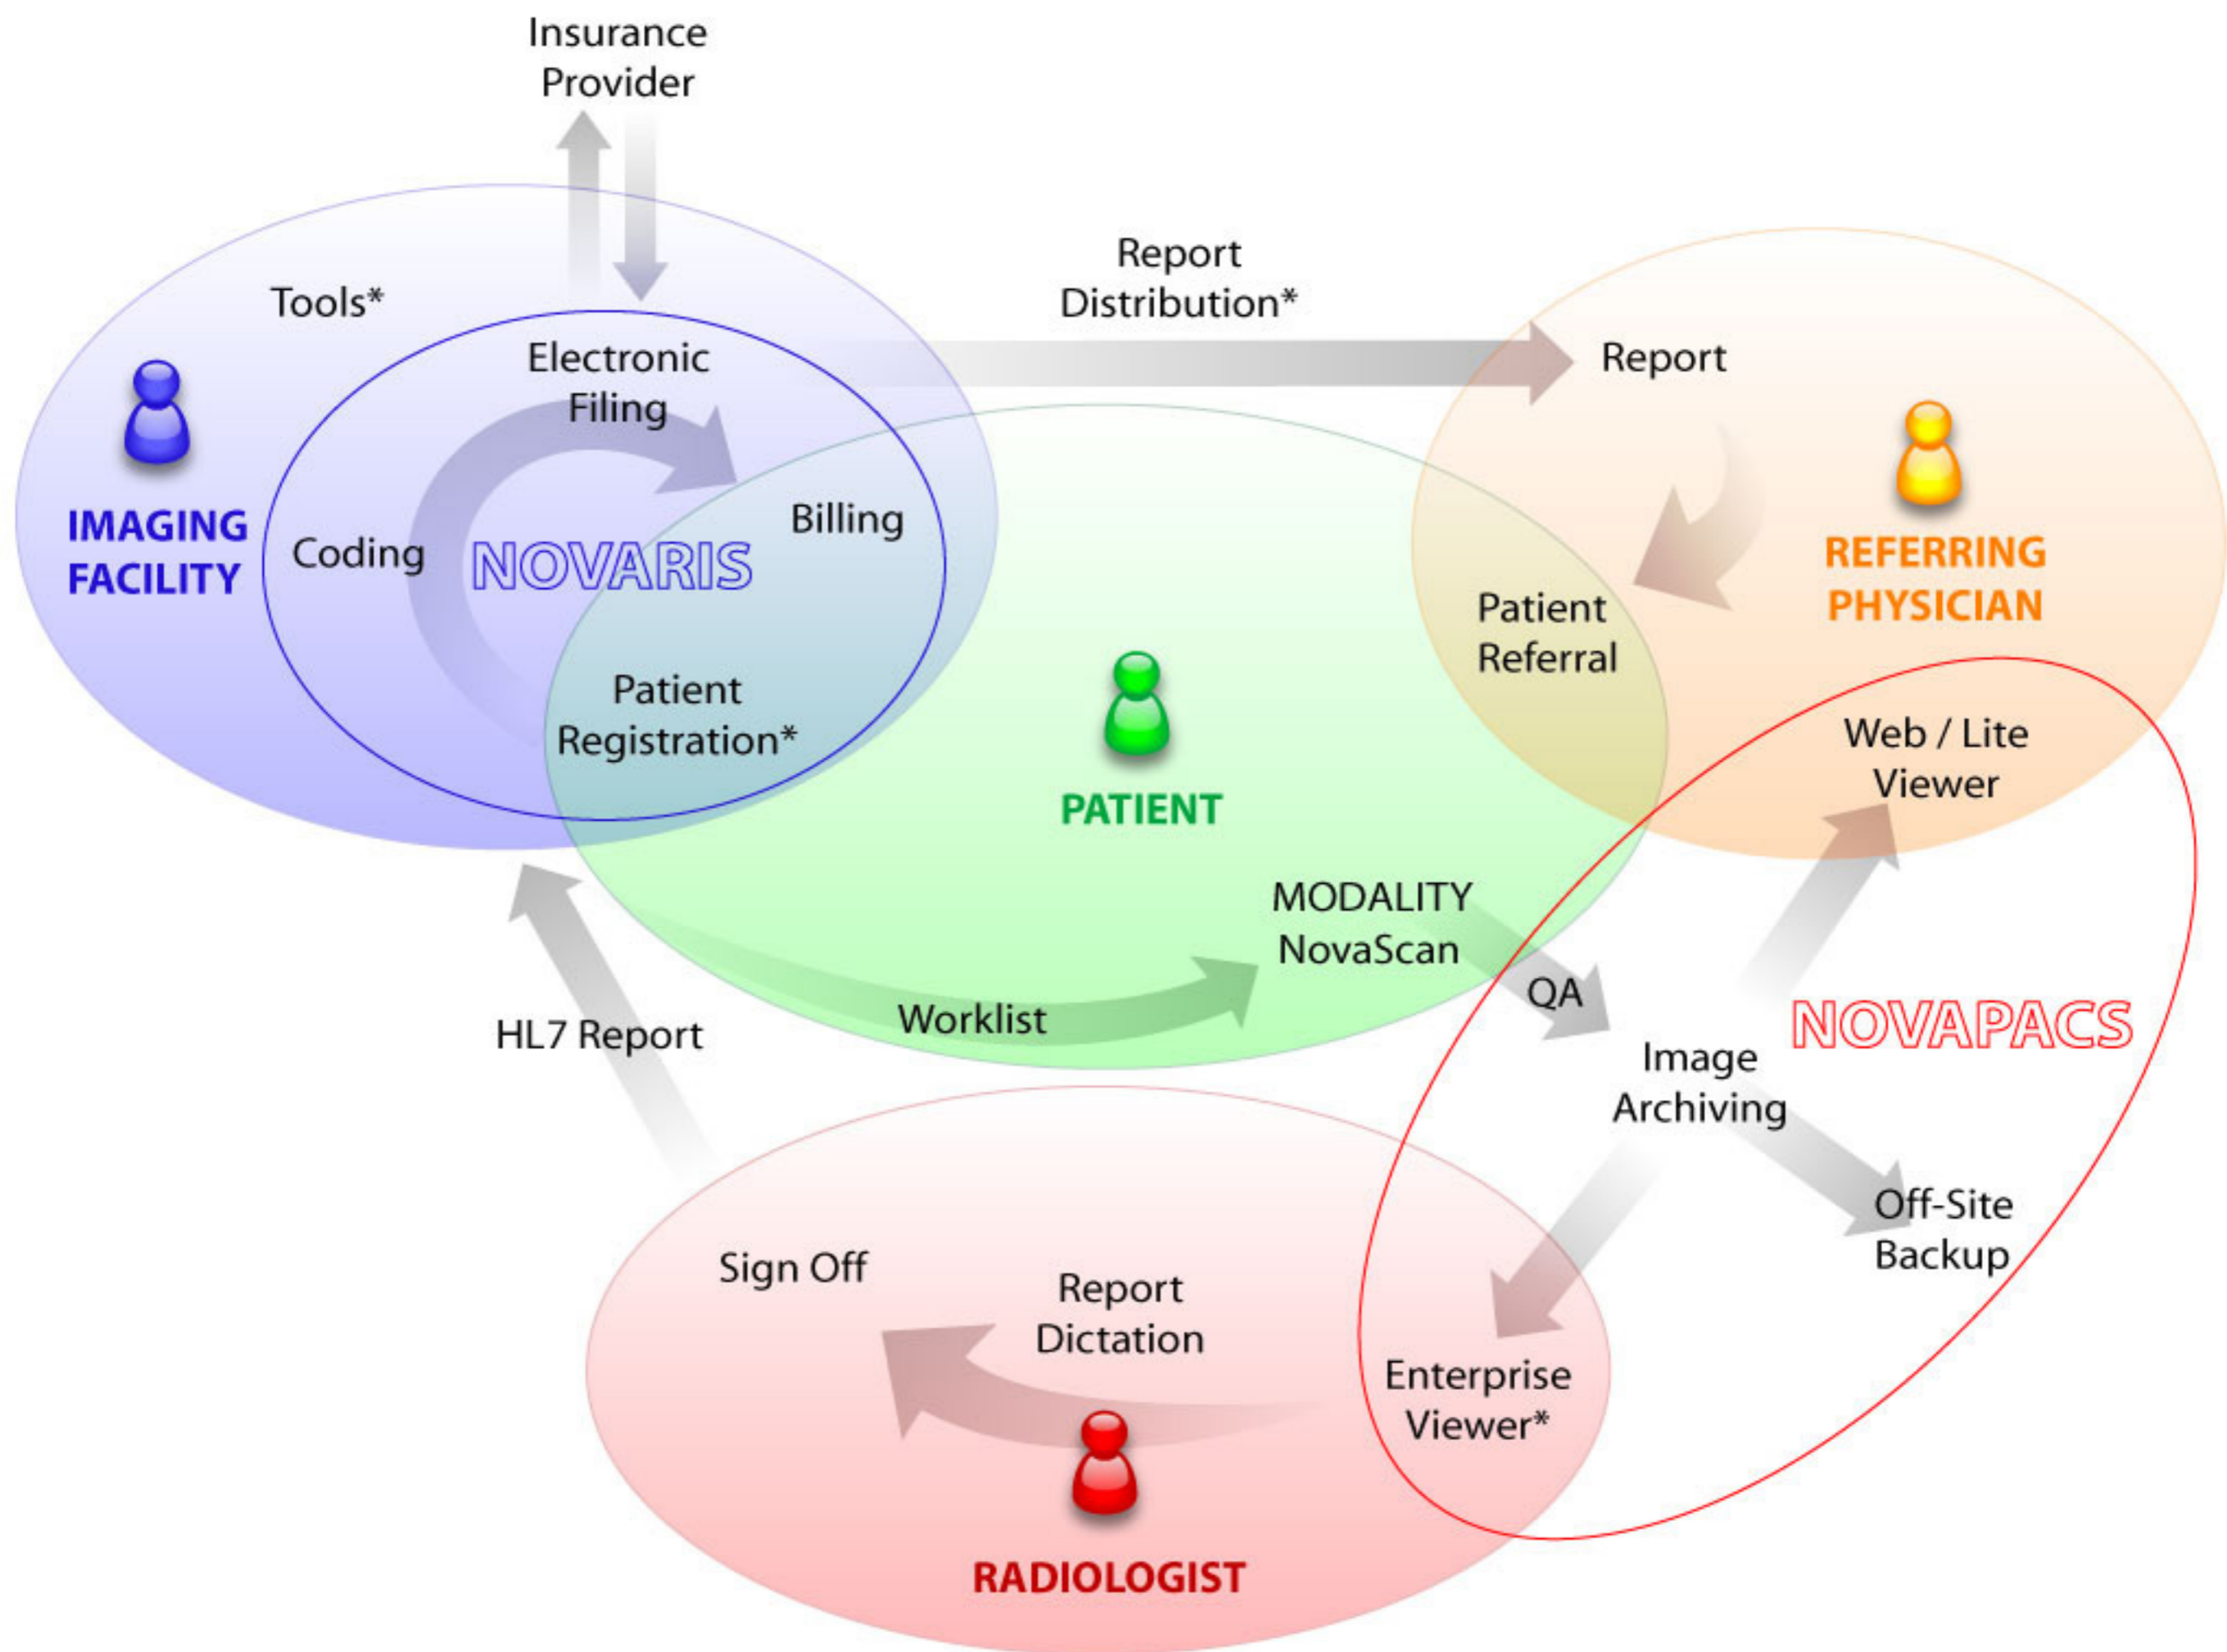 Insurance
Provider
Tools*
Report
Distribution*
Electronic
Filing
Report
IMAGING
FACILITY
Coding
NOVARIS
Billing
REFERRING
PHYSICIAN
Patient
Referral
Patient
Registration*
PATIENT
Web / Lite
Viewer
MODALITY
NovaScan
QA
Worklist
HL7 Report
NOVAPACS
Image
Archiving
Off-Site
Backup
Sign Off
Report
Dictation
Enterprise
Viewer*
RADIOLOGIST